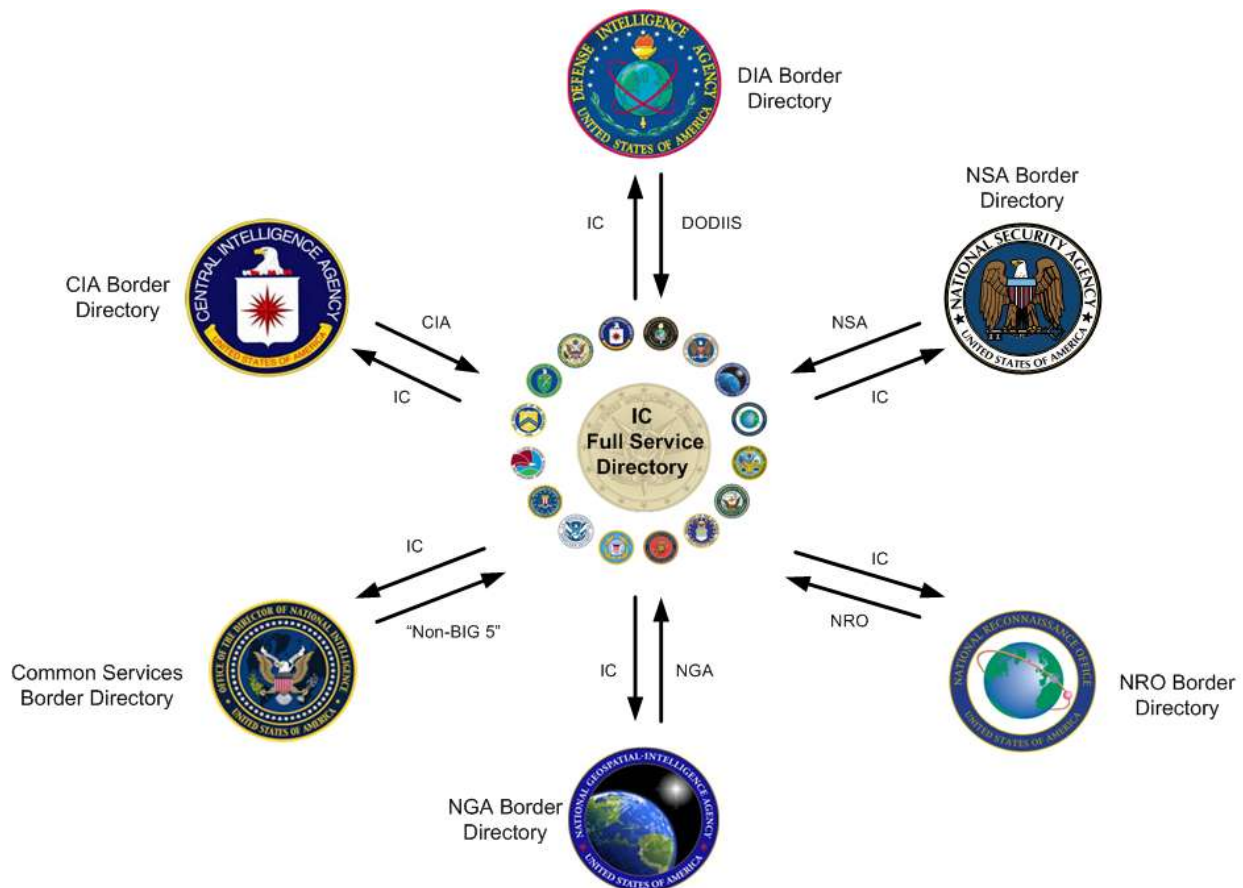 DEFENSE INTELLIGENCE AGENCY
UNITED STATES OF AMERICA
DIA Border
Directory
NSA Border
Directory
NATIONAL SECURITY AGENCY
UNITED STATES OF AMERICA
CENTRAL INTELLIGENCE AGENCY
UNITED STATES OF AMERICA
CIA Border
Directory
IC
DODIIS
CIA
IC
NSA
IC
IC
Full Service
Directory
IC
"Non-BIG 5"
IC
NRO
IC
NGA
OFFICE OF THE DIRECTOR OF NATIONAL INTELLIGENCE
UNITED STATES OF AMERICA
Common Services
Border Directory
NATIONAL RECONNAISSANCE OFFICE
UNITED STATES OF AMERICA
NRO Border
Directory
NGA Border
Directory
NATIONAL GEOSPATIAL-INTELLIGENCE AGENCY
UNITED STATES OF AMERICA